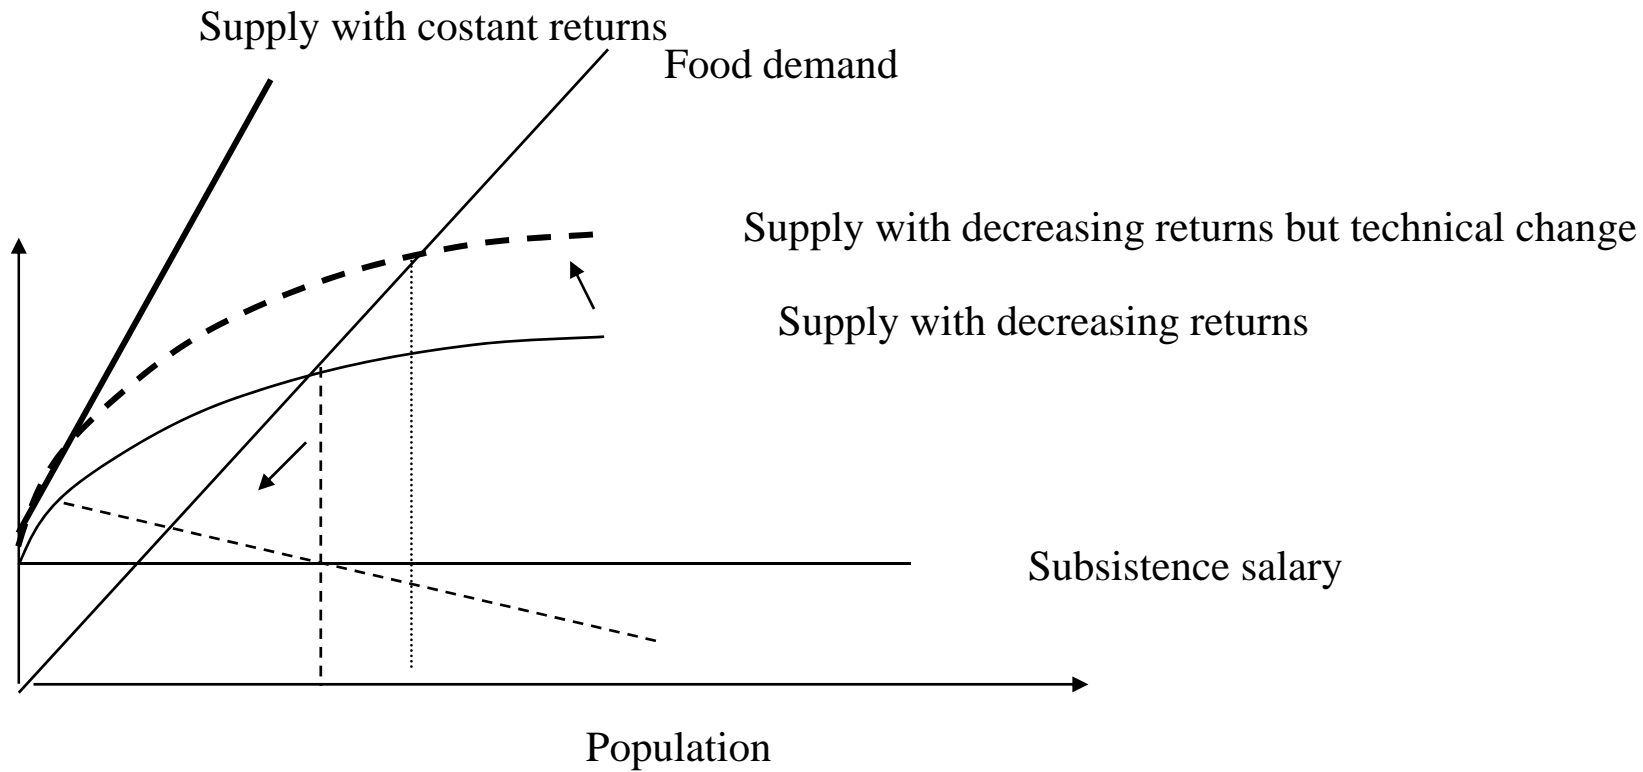 Supply with costant returns
Food demand
Supply with decreasing returns but technical change
Supply with decreasing returns
Subsistence salary
Population